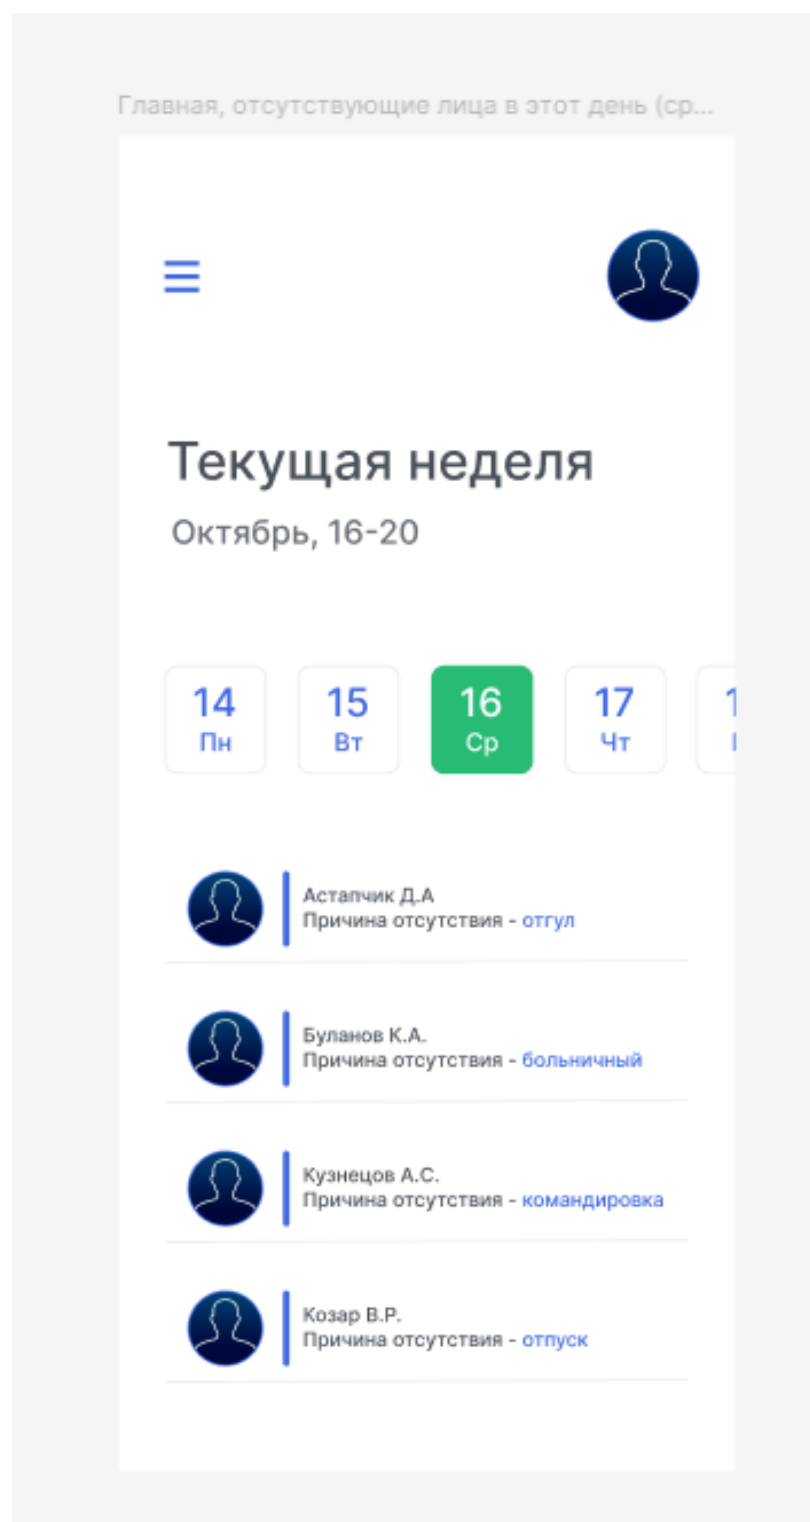 Главная, отсутствующие лица в этот день (ср...
Текущая неделя
Октябрь, 16-20
14
Пн
15
Вт
16
Ср
17
Чт
Астапчик Д.А
Причина отсутствия - отгул
Буланов К.А.
Причина отсутствия - больничный
Кузнецов А.С.
Причина отсутствия - командировка
Козар В.Р.
Причина отсутствия - отпуск